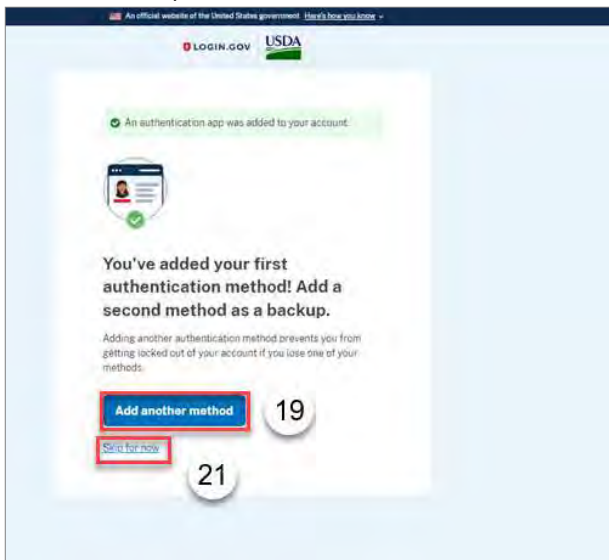 An official website of the United States government Here's how you know
LOGIN.GOV USDA
An authentication app was added to your account.
You've added your first
authentication method! Add a
second method as a backup.
Adding another authentication method prevents you from
getting locked out of your account if you lose one of your
methods.
Add another method 19
Skip for now
21